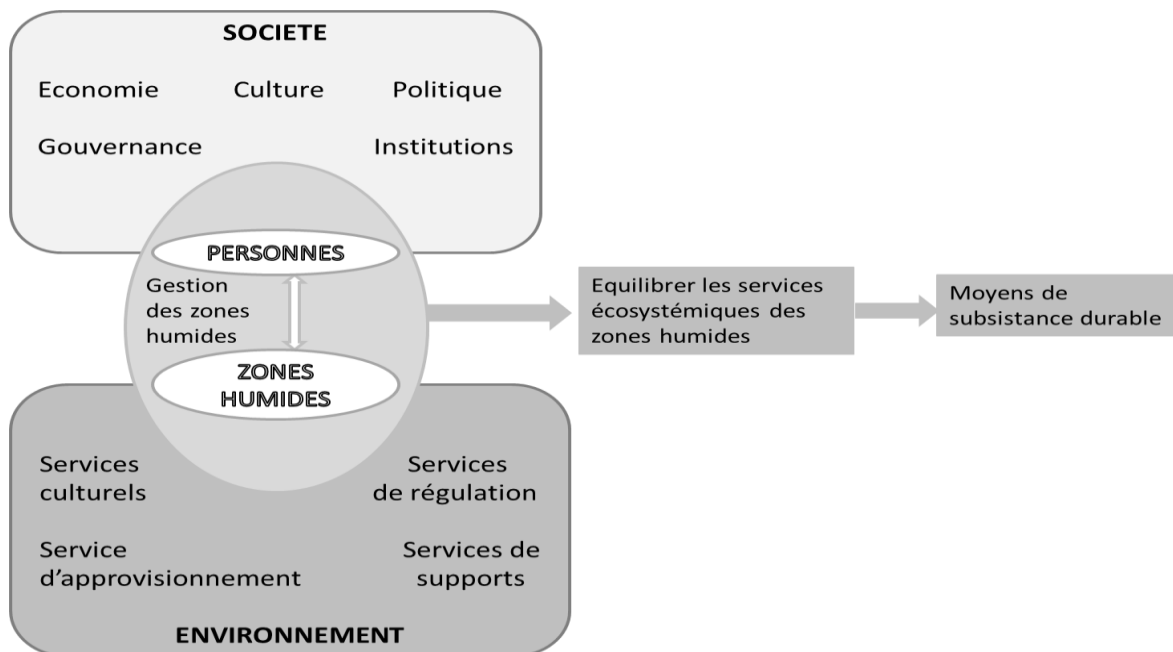 SOCIETE
Economie Culture Politique
Gouvernance Institutions
PERSONNES
Gestion
des zones
humides
ZONES
HUMIDES
Equilibrer les services
écosystémiques des
zones humides
Moyens de
subsistance durable
Services
culturels
Services
de régulation
Service
d’approvisionnement
Services de
supports
ENVIRONNEMENT